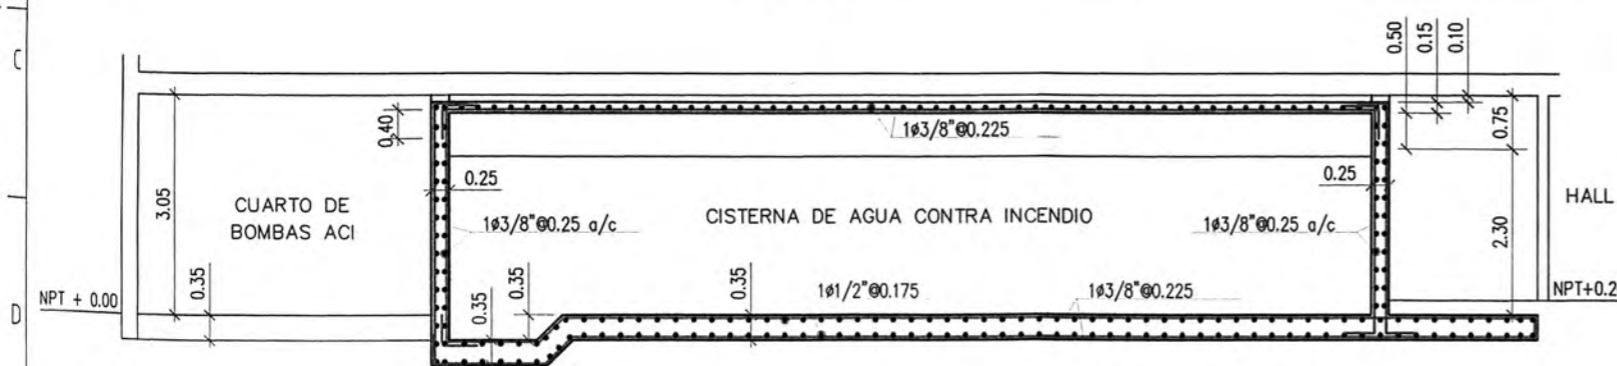 C
0.50
0.15
0.10
0.40
1ø3/8"@0.225
0.75
3.05
0.25
0.25
CUARTO DE
BOMBAS ACI
CISTERNA DE AGUA CONTRA INCENDIO
HALL
1ø3/8"@0.25 a/c
1ø3/8"@0.25 a/c
2.30
0.35
0.35
0.35
0.35
NPT + 0.00
1ø1/2"@0.175
1ø3/8"@0.225
NPT+0.2
D